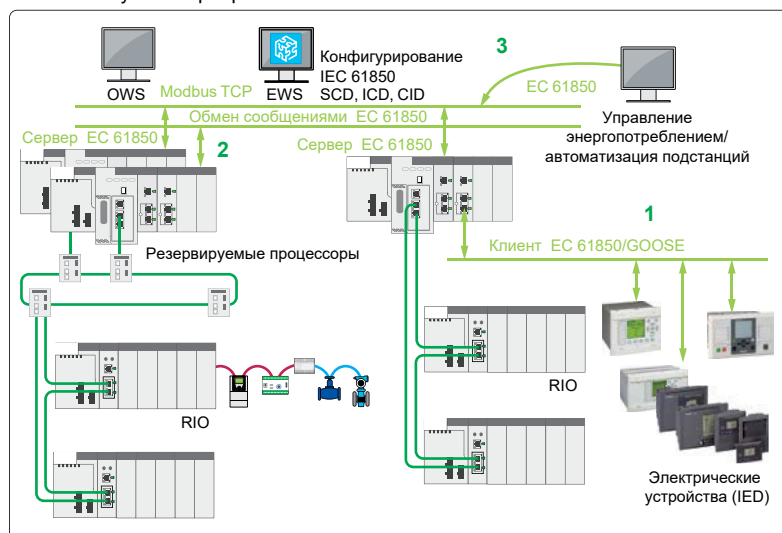 3
Конфигурирование
IEC 61850
SCD, ICD, CID
OWS
Modbus TCP
EWS
EC 61850
Обмен сообщениями EC 61850
Управление
энергопотреблением/
автоматизация подстанций
Сервер EC 61850
2
Сервер EC 61850
1
Клиент EC 61850/GOOSE
Резервируемые процессоры
RIO
RIO
Электрические
устройства (IED)